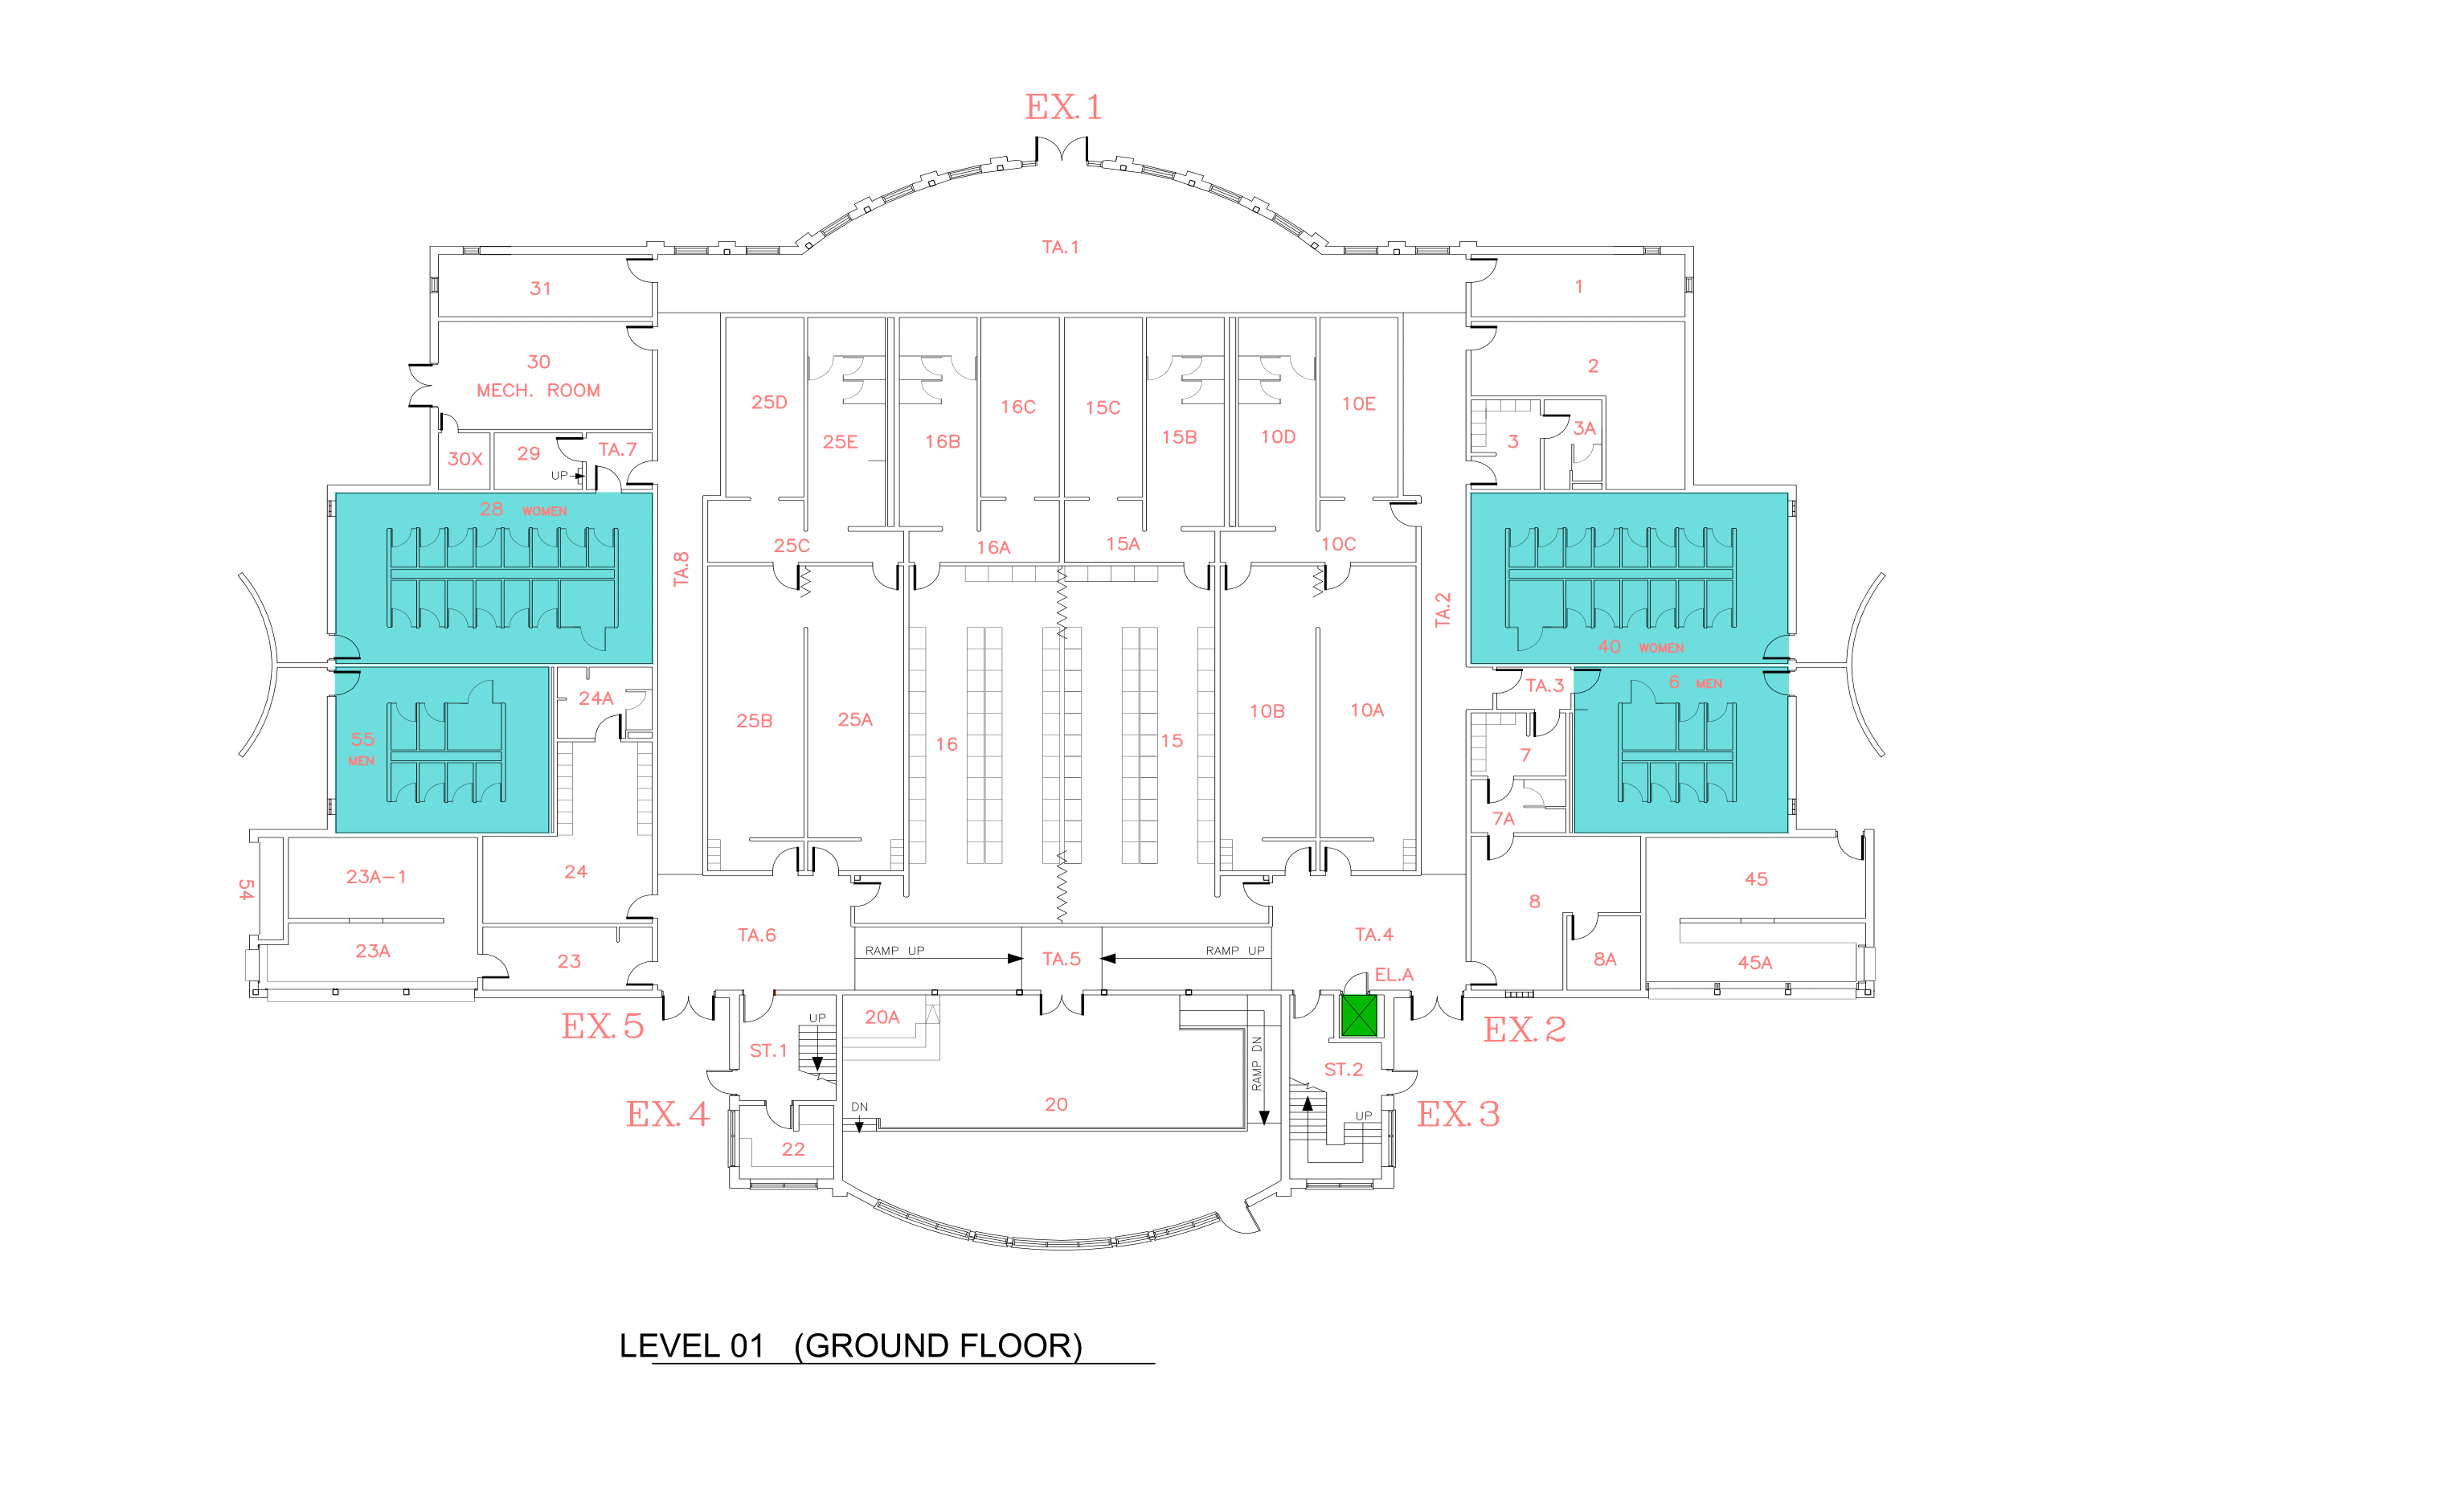 EX.1
TA.1
31
1
30
MECH. ROOM
2
25D
16C
15C
10E
25E
16B
15B
10D
3
3A
30X
29
TA.7
UP
28 WOMEN
25C
16A
15A
10C
TA.8
TA.2
40 WOMEN
24A
TA.3
6 MEN
25B
25A
10B
10A
55
MEN
16
15
7
7A
23A-1
24
54
45
8
TA.6
TA.4
23A
23
RAMP UP
TA.5
RAMP UP
8A
45A
EL.A
20A
UP
EX.5
EX.2
ST.1
RAMP DN
ST.2
EX.4
DN
20
UP
EX.3
22
LEVEL 01 (GROUND FLOOR)